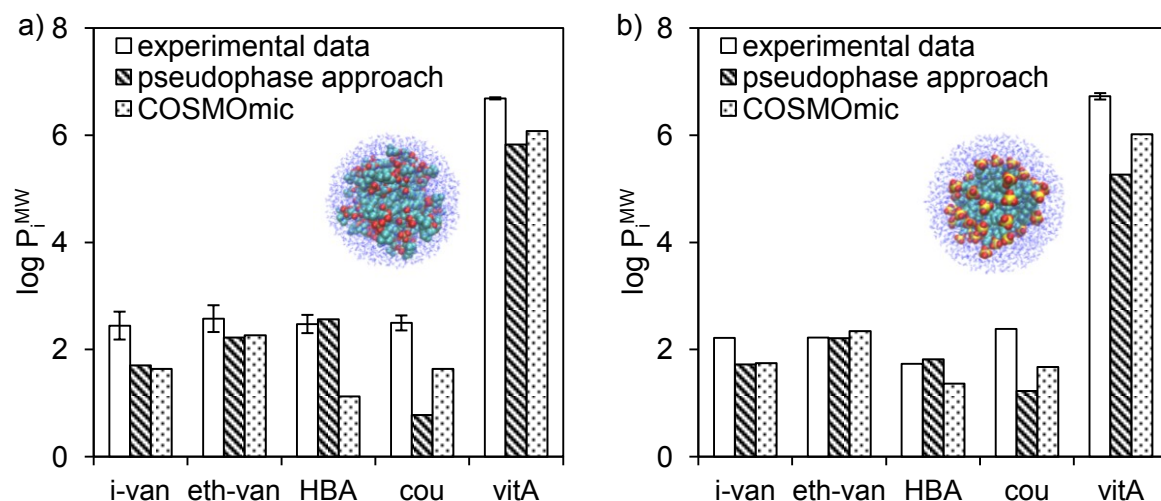 a)
8
6
4
2
0
log P_i^MW
experimental data
pseudophase approach
COSMOmic
i-van eth-van HBA cou vitA
b)
8
6
4
2
0
log P_i^MW
experimental data
pseudophase approach
COSMOmic
i-van eth-van HBA cou vitA